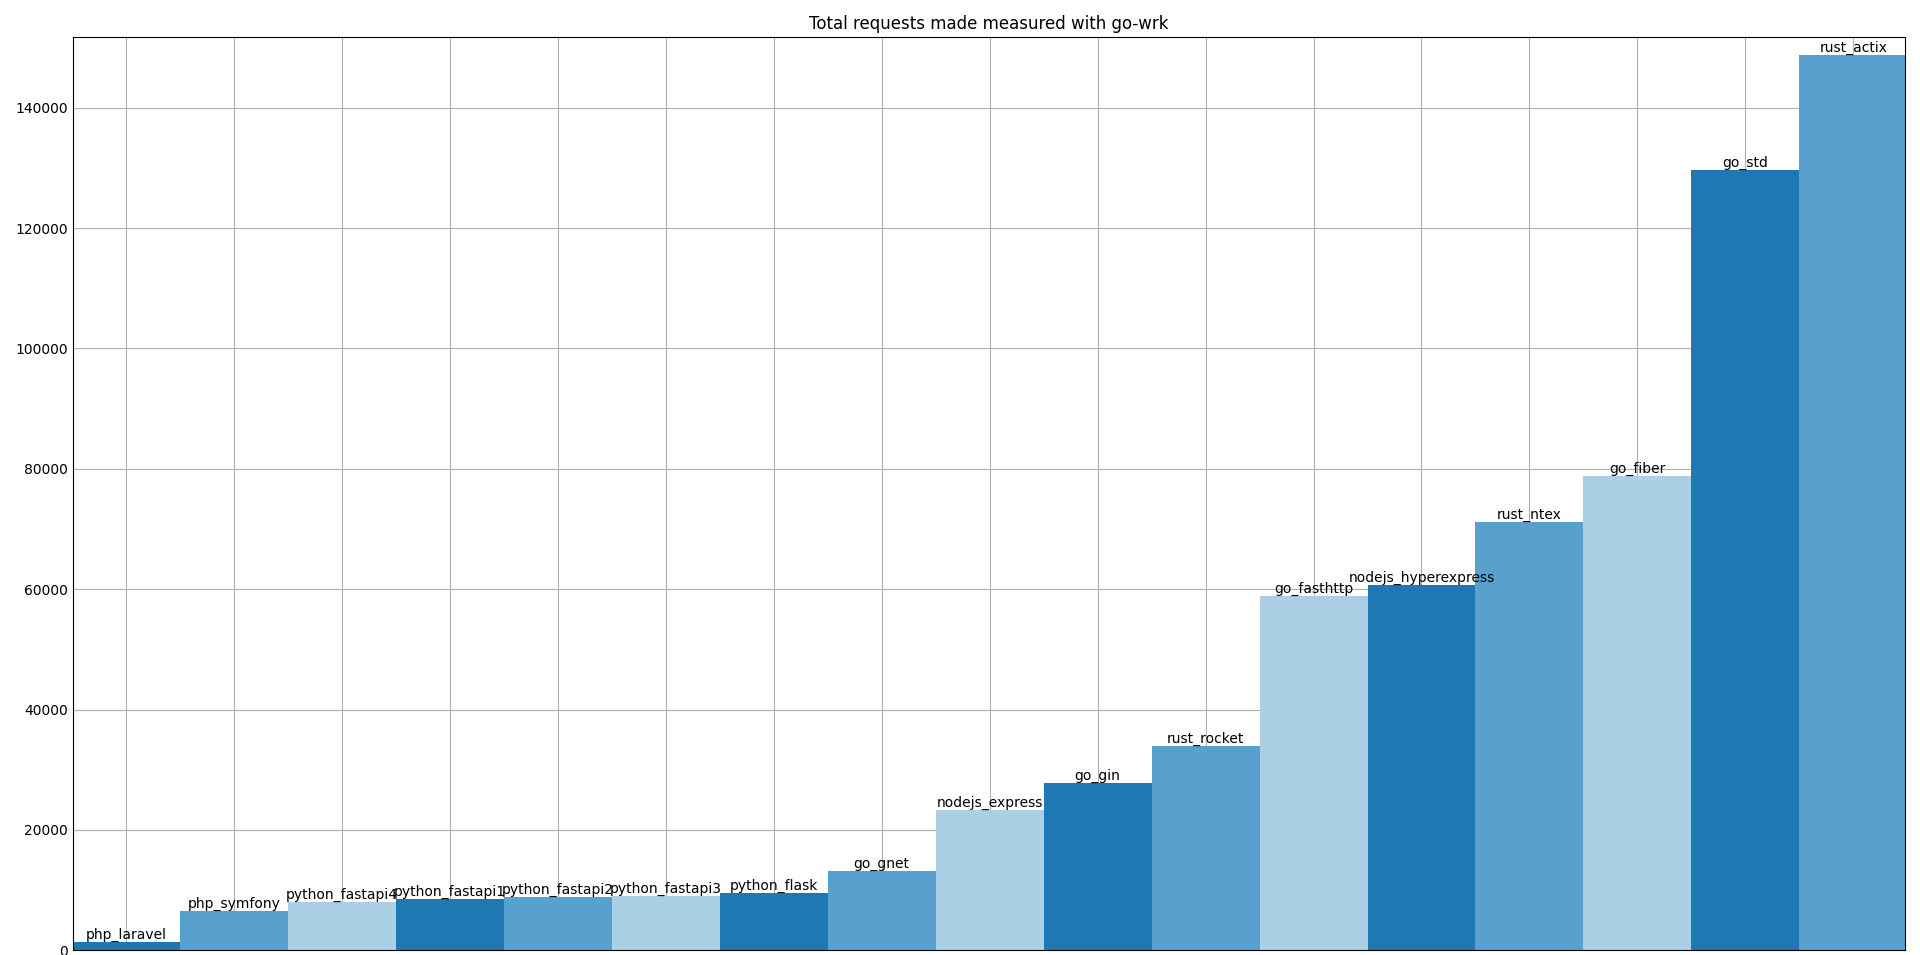 Total requests made measured with go-wrk
rust_actix
140000
go_std
120000
100000
80000
go_fiber
rust_ntex
nodejs_hyperexpress
60000
go_fasthttp
40000
rust_rocket
go_gin
nodejs_express
20000
go_gnet
python_flask
python_fastapi3
python_fastapi2
python_fastapi1
python_fastapi4
php_symfony
php_laravel
0